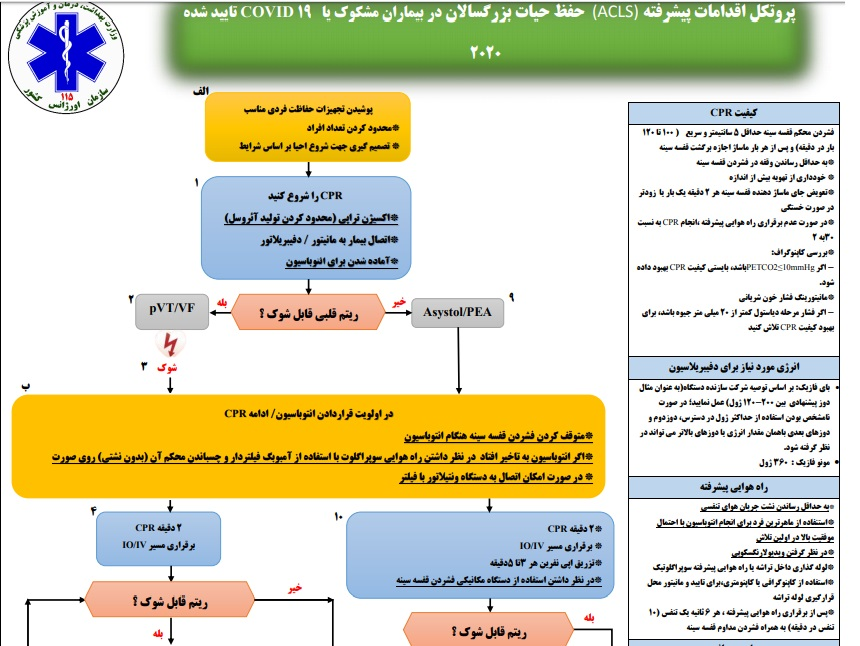 پروتکل اقدامات پیشرفته (ACLS) حفظ حیات بزرگسالان در بیماران مشکوک یا COVID ۱۹ تایید شده
۲۰۲۰
وزارت بهداشت، درمان و آموزش پزشکی
۱۱۵
سازمان اورژانس کشور
الف
پوشیدن تجهیزات حفاظت فردی مناسب
*محدود کردن تعداد افراد
* تصمیم گیری جهت شروع احیا بر اساس شرایط
۱
CPR را شروع کنید
*اکسیژن تراپی (محدود کردن تولید آئروسل)
*اتصال بیمار به مانیتور / دفیبریلاتور
*آماده شدن برای انتوباسیون
ریتم قلبی قابل شوک ؟
بله
خیر
۲
pVT/VF
۹
Asystol/PEA
۳
شوک
ب
در اولویت قراردادن انتوباسیون/ ادامه CPR
*متوقف کردن فشردن قفسه سینه هنگام انتوباسیون
*اگر انتوباسیون به تاخیر افتاد در نظر داشتن راه هوایی سوپراگلوت با استفاده از آمبوبگ فیلتردار و چسباندن محکم آن (بدون نشتی) روی صورت
* در صورت امکان اتصال به دستگاه ونتیلاتور با فیلتر
۴
۲ دقیقه CPR
برقراری مسیر IO/IV
۱۰
*۲ دقیقه CPR
* برقراری مسیر IO/IV
*تزریق اپی نفرین هر ۳تا ۵دقیقه
*در نظر داشتن استفاده از دستگاه مکانیکی فشردن قفسه سینه
ریتم قابل شوک ؟
خیر
بله
ریتم قابل شوک ؟
بله
کیفیت CPR
فشردن محکم قفسه سینه حداقل ۵ سانتیمتر و سریع (۱۰۰ تا ۱۲۰
بار در دقیقه) و پس از هر بار ماساژ اجازه برگشت قفسه سینه
*به حداقل رساندن وقفه در فشردن قفسه سینه
* خودداری از تهویه بیش از اندازه
*تعویض جای ماساژ دهنده قفسه سینه هر ۲ دقیقه یک بار یا زودتر
در صورت خستگی
*در صورت عدم برقراری راه هوایی پیشرفته ،انجام CPR به نسبت
۳۰به ۲
*بررسی کاپنوگراف:
– اگر PETCO2≤10mmHgباشد، بایستی کیفیت CPR بهبود داده
شود.
*مانیتورینگ فشار خون شریانی
– اگر فشار مرحله دیاستول کمتر از ۲۰ میلی متر جیوه باشد، برای
بهبود کیفیت CPR تلاش کنید
انرژی مورد نیاز برای دفیبریلاسیون
• بای فازیک: بر اساس توصیه شرکت سازنده دستگاه(به عنوان مثال
دوز پیشنهادی بین ۲۰۰–۱۲۰ ژول) عمل نمایید؛ در صورت
نامشخص بودن استفاده از حداکثر ژول در دسترس، دوزدوم و
دوزهای بعدی باهمان مقدار انرژی یا دوزهای بالاتر می تواند در
نظر گرفته شود.
• مونو فازیک : ۳۶۰ ژول
راه هوایی پیشرفته
*به حداقل رساندن نشت جریان هوای تنفسی
*استفاده از ماهرترین فرد برای انجام انتوباسیون با احتمال
موفقیت بالا در اولین تلاش
*در نظر گرفتن ویدیولارنگسکوپی
*لوله گذاری داخل تراشه یا راه هوایی پیشرفته سوپراگلوتیک
*استفاده از کاپنوگرافی یا کاپنومتری،برای تایید و مانیتور محل
قرارگیری لوله تراشه
*پس از برقراری راه هوایی پیشرفته ، هر ۶ ثانیه یک تنفس (۱۰
تنفس در دقیقه) به همراه فشردن مداوم قفسه سینه